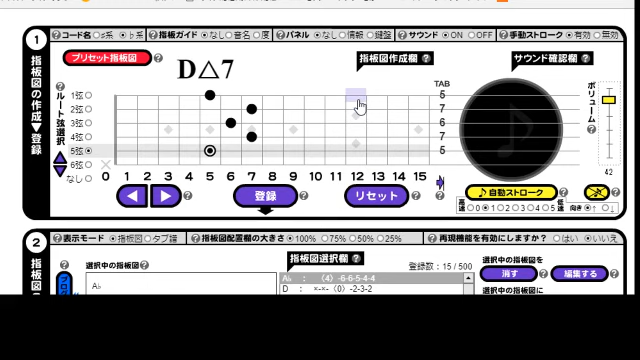 1 ?コード名 ○♯系 ◉♭系 ?指板ガイド ◉なし ○音名 ○度 ?パネル ◉なし ○情報 ○鍵盤 ?サウンド ◉ON ○OFF ?手動ストローク ◉有効 ○無効
指板図の作成▼登録
プリセット指板図 ?
D△7
指板図作成欄 ?
サウンド確認欄 ?
ルート弦選択
TAB
ボリューム
1弦 5
2弦 7
3弦 6
4弦 7
5弦 5
6弦 ×
なし 0 1 2 3 4 5 6 7 8 9 10 11 12 13 14 15
42
登録
リセット
♪自動ストローク
高速 ○0 ◉1 ○2 ○3 ○4 ○5 低速 向き ◉↑ ○↓
2 ?表示モード ◉指板図 ○タブ譜 ?指板図配置欄の大きさ ◉100% ○75% ○50% ○25% ?再現機能を有効にしますか? ○はい ◉いいえ
指板図
選択中の指板図 ?
指板図選択欄 ?
登録数:15 / 500
選択中の指板図を
消す
編集する
A♭
A♭ : (4)-6-6-5-4-4
D : ×-×-(0)-2-3-2
選択中の指板図に